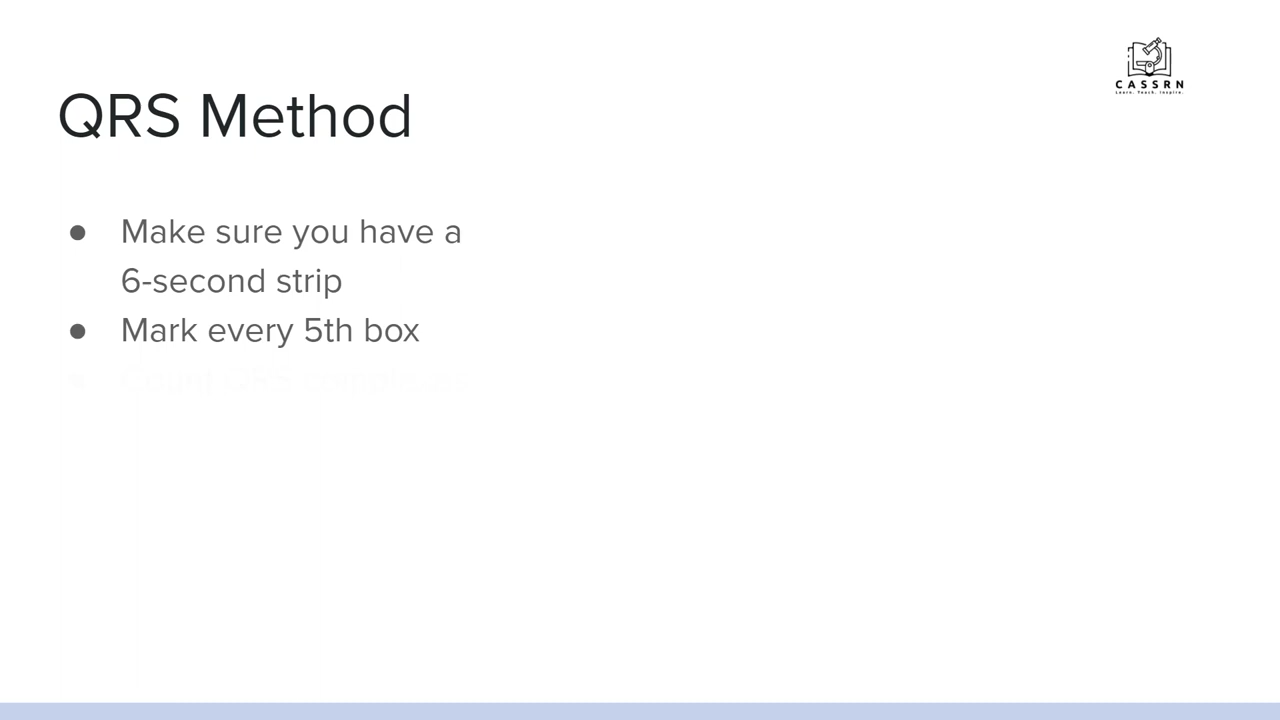 CASSRN
Learn. Teach. Inspire.
QRS Method
● Make sure you have a
6-second strip
● Mark every 5th box
● Count QRS